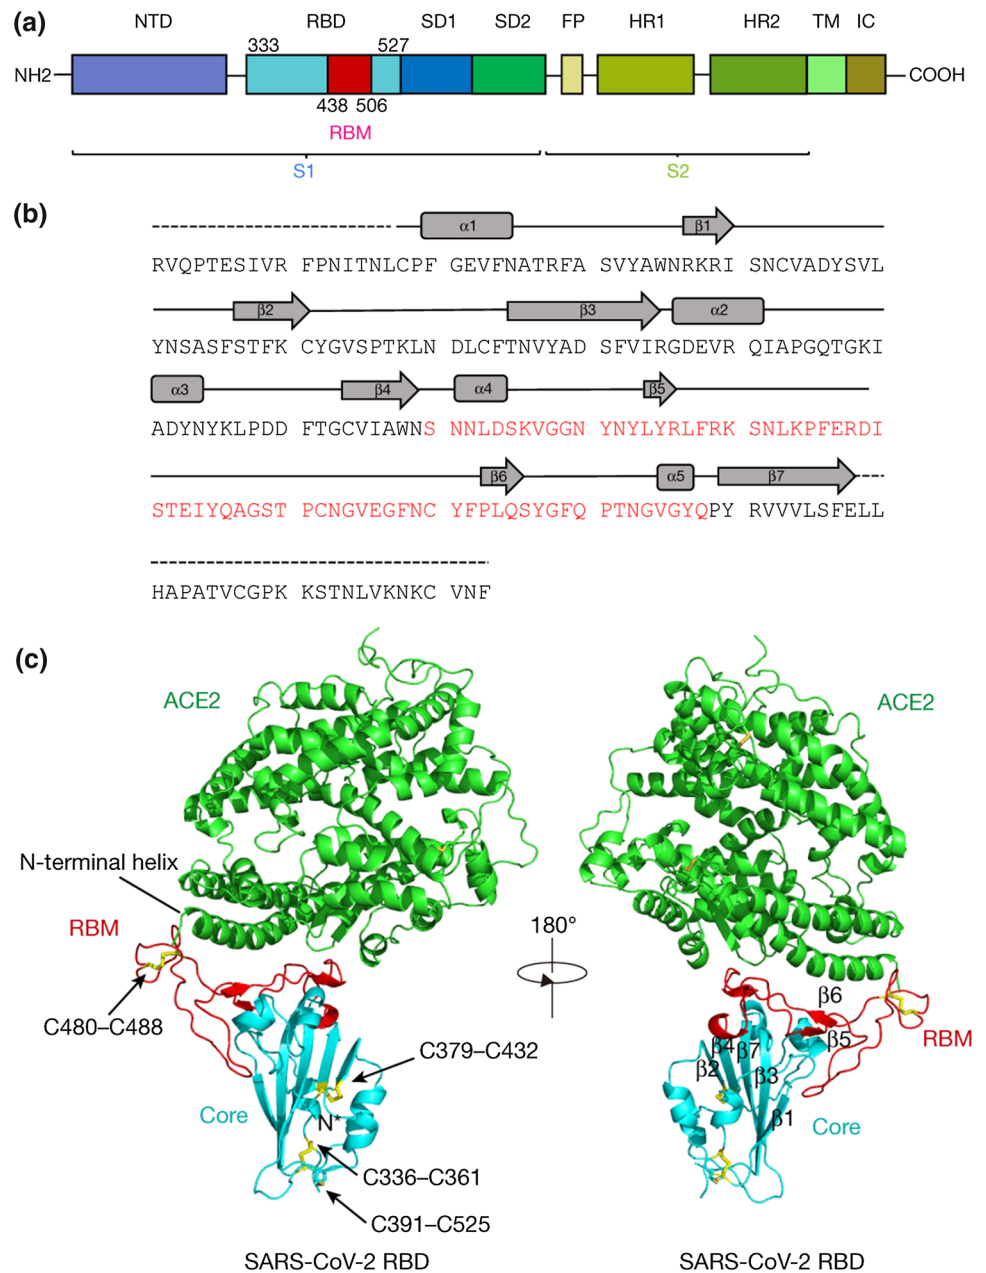 (a) NTD RBD SD1 SD2 FP HR1 HR2 TM IC
333 527
NH2 COOH
438 506
RBM
S1 S2
(b)
α1 β1
RVQPTESIVR FPNITNLCPF GEVFNATRFA SVYAWNRKRI SNCVADYSVL
β2 β3 α2
YNSASFSTFK CYGVSPTKLN DLCFTNVYAD SFVIRGDEVR QIAPGQTGKI
α3 β4 α4 β5
ADYNYKLPDD FTGCVIAWNS NNLDSKVGGN YNYLYRLFRK SNLKPFERDI
β6 α5 β7
STEIYQAGST PCNGVEGFNC YFPLQSYGFQ PTNGVGYQPY RVVVLSFELL
HAPATVCGPK KSTNLVKNKC VNF
(c)
ACE2 ACE2
N-terminal helix
RBM
180°
C480–C488
β6
β5
RBM
C379–C432
β4
β7
β2
β3
Core
N*
β1
Core
C336–C361
C391–C525
SARS-CoV-2 RBD SARS-CoV-2 RBD